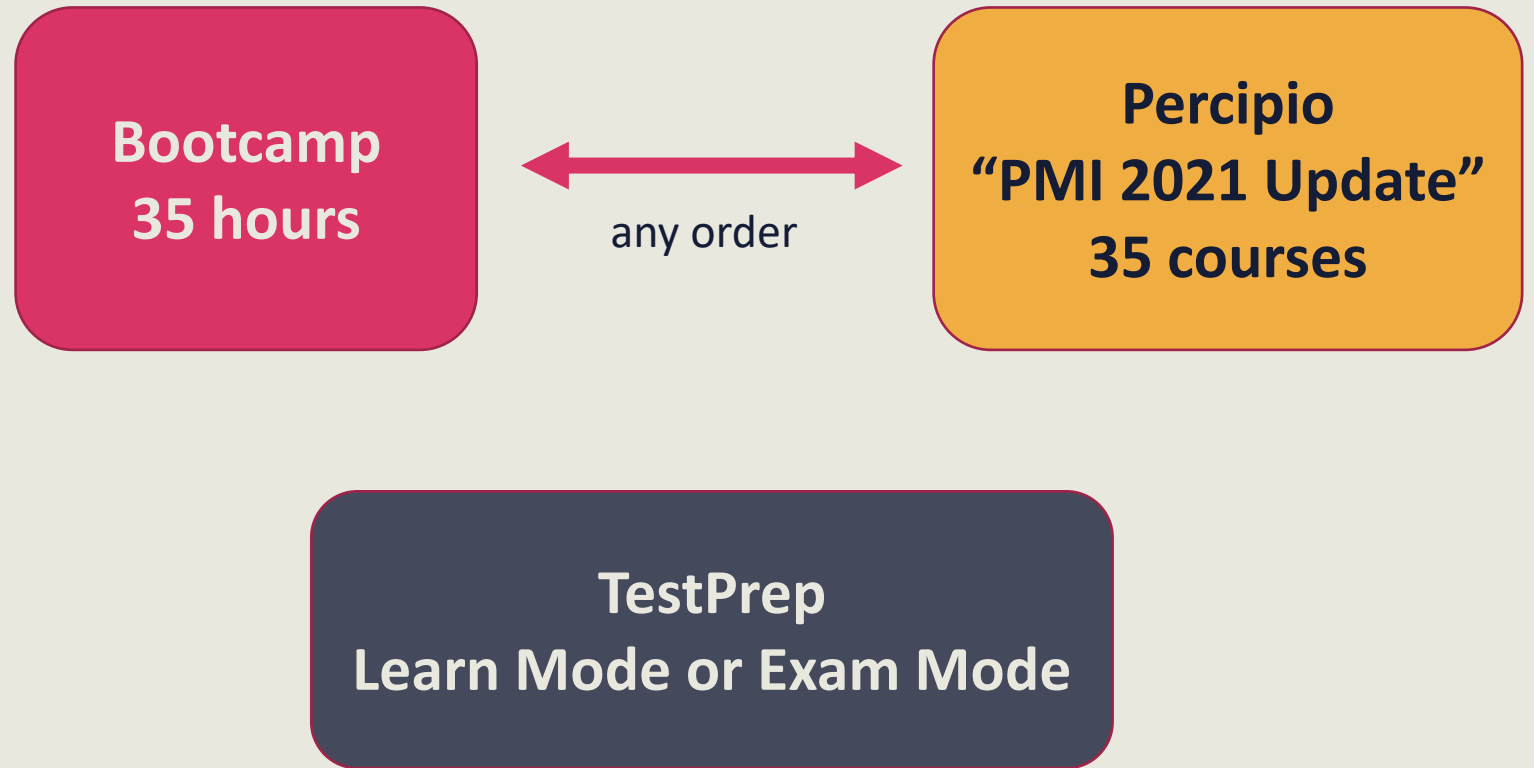 Bootcamp
35 hours
any order
Percipio
“PMI 2021 Update”
35 courses
TestPrep
Learn Mode or Exam Mode